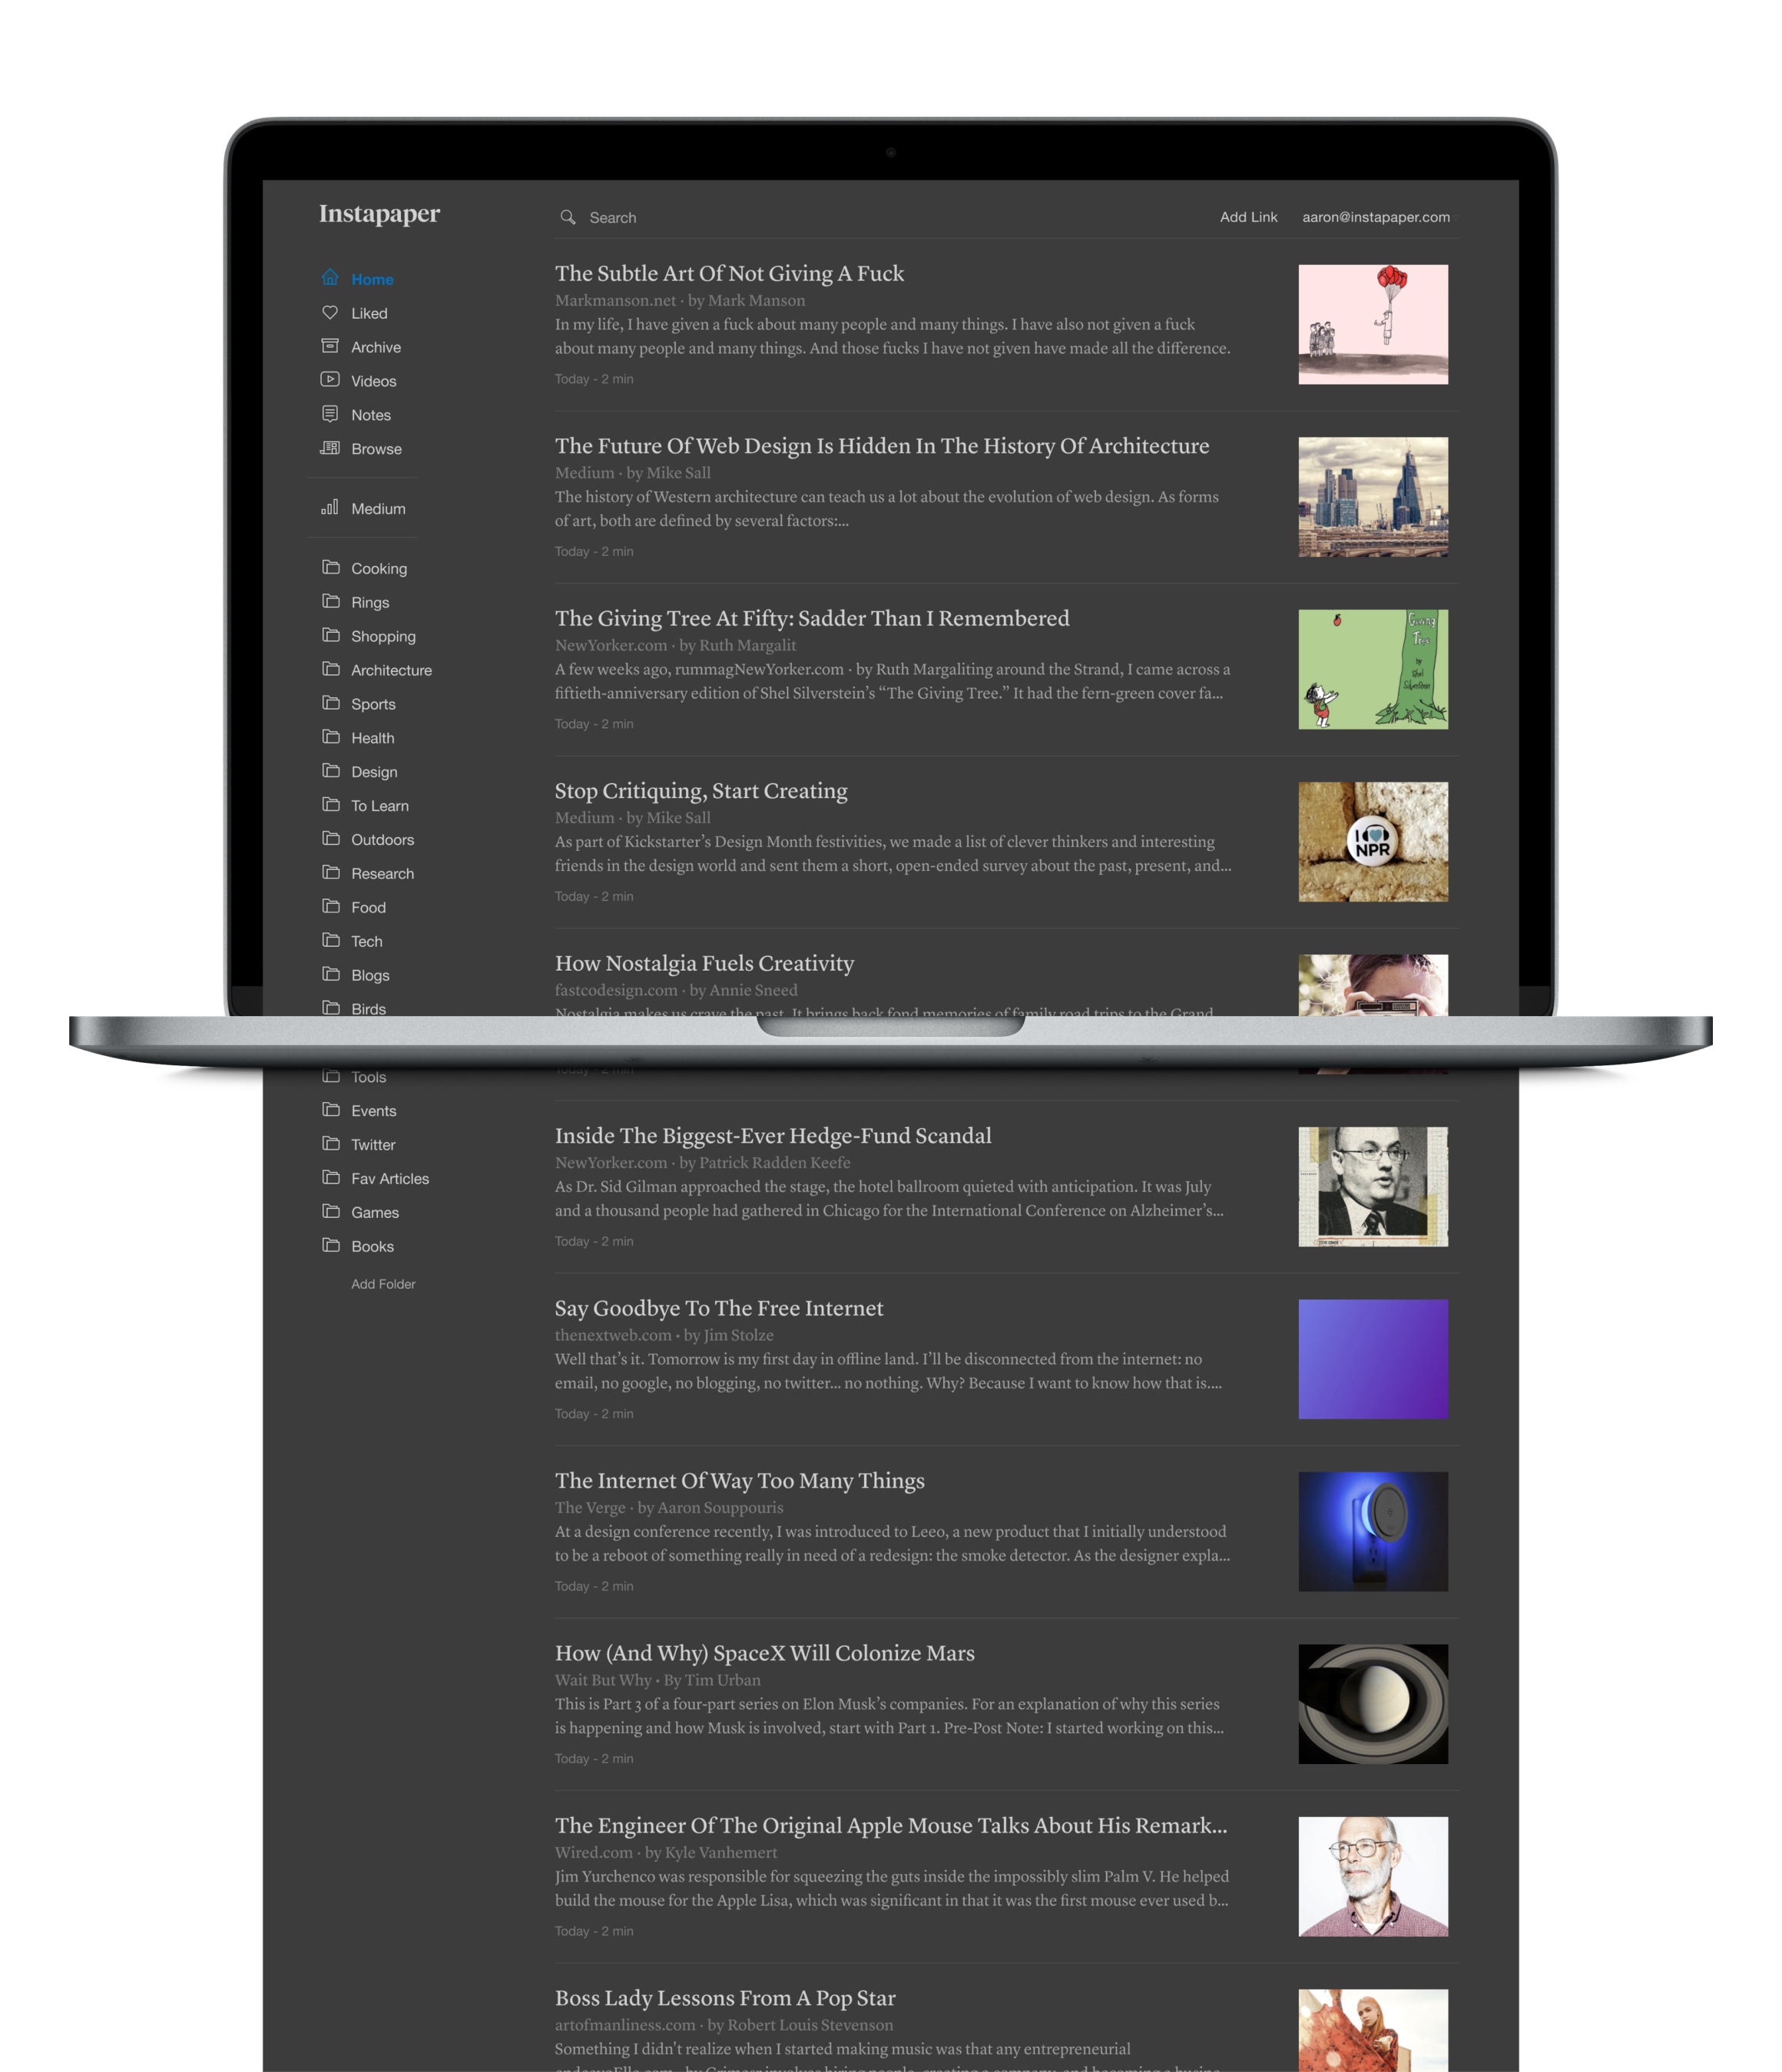 Instapaper
Search
Add Link
aaron@instapaper.com
Home
Liked
Archive
Videos
Notes
Browse
Medium
Cooking
Rings
Shopping
Architecture
Sports
Health
Design
To Learn
Outdoors
Research
Food
Tech
Blogs
Birds
Tools
Events
Twitter
Fav Articles
Games
Books
Add Folder
The Subtle Art Of Not Giving A Fuck
Markmanson.net · by Mark Manson
In my life, I have given a fuck about many people and many things. I have also not given a fuck
about many people and many things. And those fucks I have not given have made all the difference.
Today - 2 min
The Future Of Web Design Is Hidden In The History Of Architecture
Medium · by Mike Sall
The history of Western architecture can teach us a lot about the evolution of web design. As forms
of art, both are defined by several factors:...
Today - 2 min
The Giving Tree At Fifty: Sadder Than I Remembered
NewYorker.com · by Ruth Margalit
A few weeks ago, rummagNewYorker.com · by Ruth Margaliting around the Strand, I came across a
fiftieth-anniversary edition of Shel Silverstein’s “The Giving Tree.” It had the fern-green cover fa...
Today - 2 min
Giving
Tree
by
Shel
Silverstein
Stop Critiquing, Start Creating
Medium · by Mike Sall
As part of Kickstarter’s Design Month festivities, we made a list of clever thinkers and interesting
friends in the design world and sent them a short, open-ended survey about the past, present, and...
Today - 2 min
I
NPR
How Nostalgia Fuels Creativity
fastcodesign.com · by Annie Sneed
Nostalgia makes us crave the past. It brings back fond memories of family road trips to the Grand
Today - 2 min
Inside The Biggest-Ever Hedge-Fund Scandal
NewYorker.com · by Patrick Radden Keefe
As Dr. Sid Gilman approached the stage, the hotel ballroom quieted with anticipation. It was July
and a thousand people had gathered in Chicago for the International Conference on Alzheimer’s...
Today - 2 min
Say Goodbye To The Free Internet
thenextweb.com • by Jim Stolze
Well that’s it. Tomorrow is my first day in offline land. I’ll be disconnected from the internet: no
email, no google, no blogging, no twitter... no nothing. Why? Because I want to know how that is....
Today - 2 min
The Internet Of Way Too Many Things
The Verge · by Aaron Souppouris
At a design conference recently, I was introduced to Leeo, a new product that I initially understood
to be a reboot of something really in need of a redesign: the smoke detector. As the designer expla...
Today - 2 min
How (And Why) SpaceX Will Colonize Mars
Wait But Why • By Tim Urban
This is Part 3 of a four-part series on Elon Musk’s companies. For an explanation of why this series
is happening and how Musk is involved, start with Part 1. Pre-Post Note: I started working on this...
Today - 2 min
The Engineer Of The Original Apple Mouse Talks About His Remark...
Wired.com · by Kyle Vanhemert
Jim Yurchenco was responsible for squeezing the guts inside the impossibly slim Palm V. He helped
build the mouse for the Apple Lisa, which was significant in that it was the first mouse ever used b...
Today - 2 min
Boss Lady Lessons From A Pop Star
artofmanliness.com · by Robert Louis Stevenson
Something I didn't realize when I started making music was that any entrepreneurial